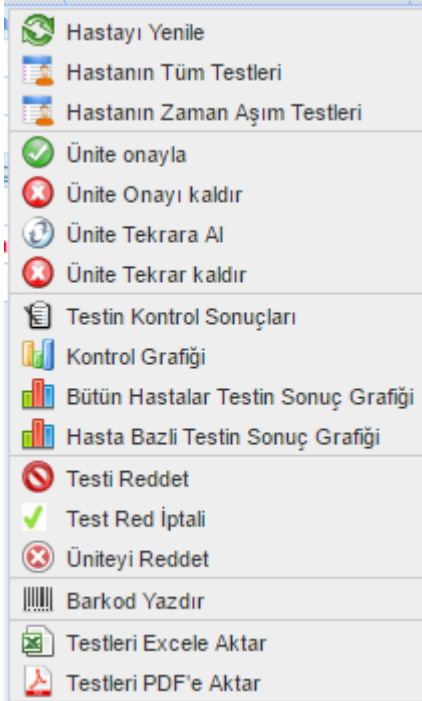 Hastayı Yenile
Hastanın Tüm Testleri
Hastanın Zaman Aşım Testleri
Ünite onayla
Ünite Onayı kaldır
Ünite Tekrara Al
Ünite Tekrar kaldır
Testin Kontrol Sonuçları
Kontrol Grafiği
Bütün Hastalar Testin Sonuç Grafiği
Hasta Bazli Testin Sonuç Grafiği
Testi Reddet
Test Red İptali
Üniteyi Reddet
Barkod Yazdır
Testleri Excele Aktar
Testleri PDF'e Aktar